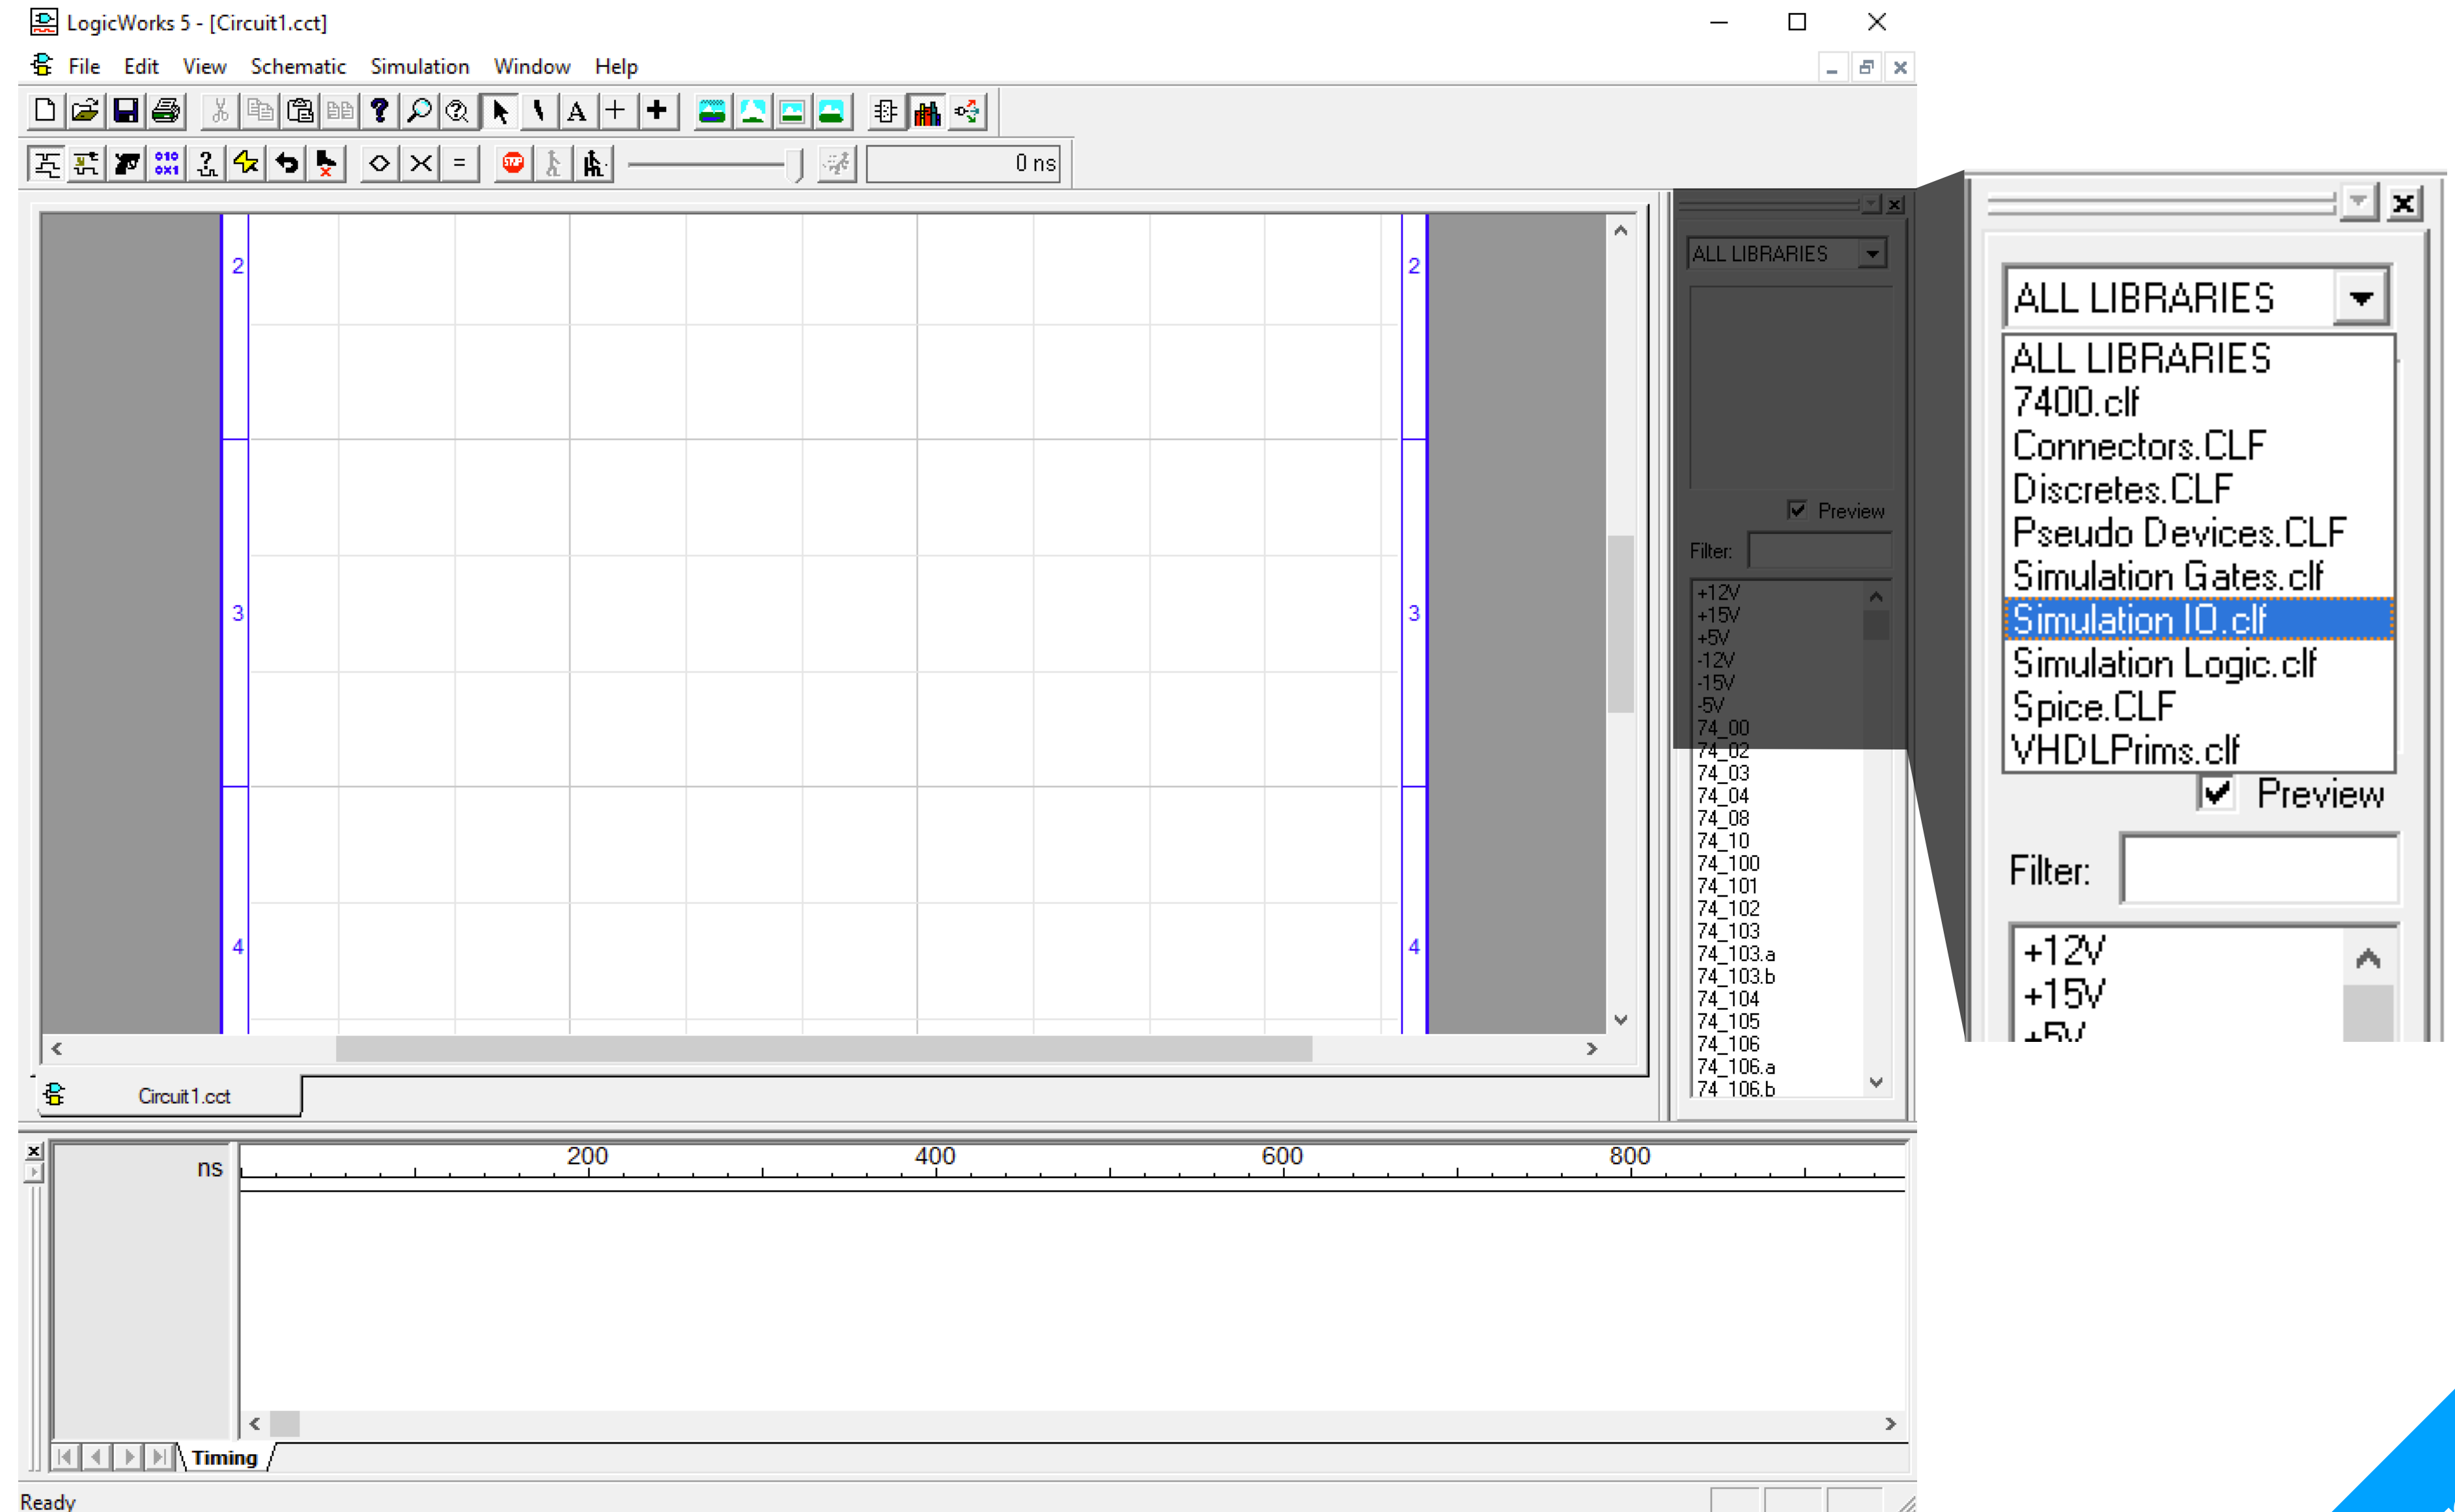 LogicWorks 5 - [Circuit1.cct]
File Edit View Schematic Simulation Window Help
A
010
0X1
?
=
STOP
0 ns
2
2
3
3
4
4
Circuit1.cct
ALL LIBRARIES
Preview
Filter:
+12V
+15V
+5V
-12V
-15V
-5V
74_00
74_02
74_03
74_04
74_08
74_10
74_100
74_101
74_102
74_103
74_103.a
74_103.b
74_104
74_105
74_106
74_106.a
74_106.b
ALL LIBRARIES
ALL LIBRARIES
7400.clf
Connectors.CLF
Discretes.CLF
Pseudo Devices.CLF
Simulation Gates.clf
Simulation IO.clf
Simulation Logic.clf
Spice.CLF
VHDLPrims.clf
Preview
Filter:
+12V
+15V
+5V
ns 200 400 600 800
Timing
Ready